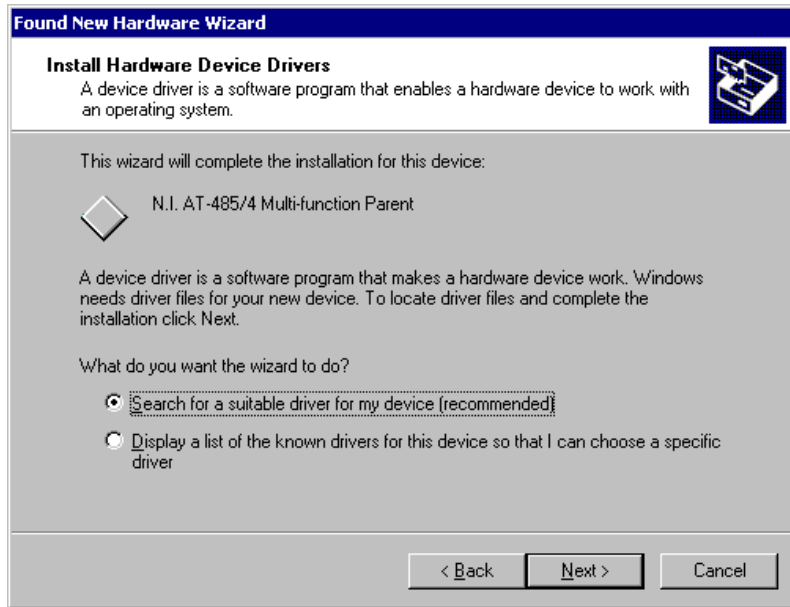 Found New Hardware Wizard
Install Hardware Device Drivers
A device driver is a software program that enables a hardware device to work with
an operating system.
This wizard will complete the installation for this device:
N.I. AT-485/4 Multi-function Parent
A device driver is a software program that makes a hardware device work. Windows
needs driver files for your new device. To locate driver files and complete the
installation click Next.
What do you want the wizard to do?
Search for a suitable driver for my device (recommended)
Display a list of the known drivers for this device so that I can choose a specific
driver
< Back
Next >
Cancel